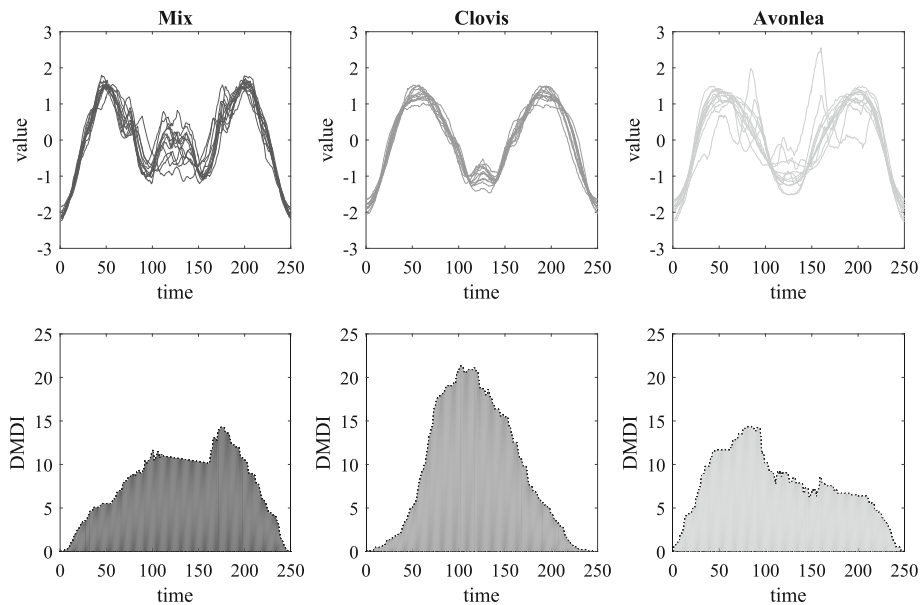 Mix Clovis Avonlea
3 3 3
2 2 2
1 1 1
0 0 0
-1 -1 -1
-2 -2 -2
-3 -3 -3
value value value
0 50 100 150 200 250 0 50 100 150 200 250 0 50 100 150 200 250
time time time
25 25 25
20 20 20
15 15 15
10 10 10
5 5 5
0 0 0
DMDI DMDI DMDI
0 50 100 150 200 250 0 50 100 150 200 250 0 50 100 150 200 250
time time time